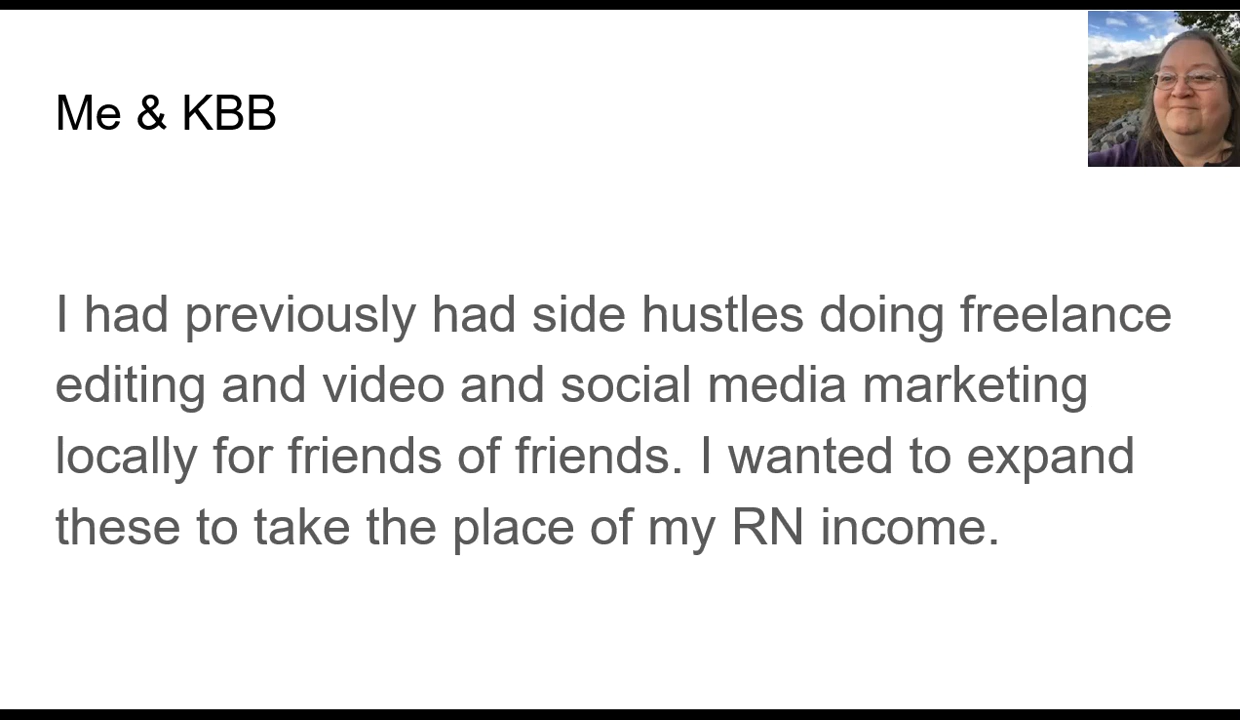 Me & KBB
I had previously had side hustles doing freelance
editing and video and social media marketing
locally for friends of friends. I wanted to expand
these to take the place of my RN income.